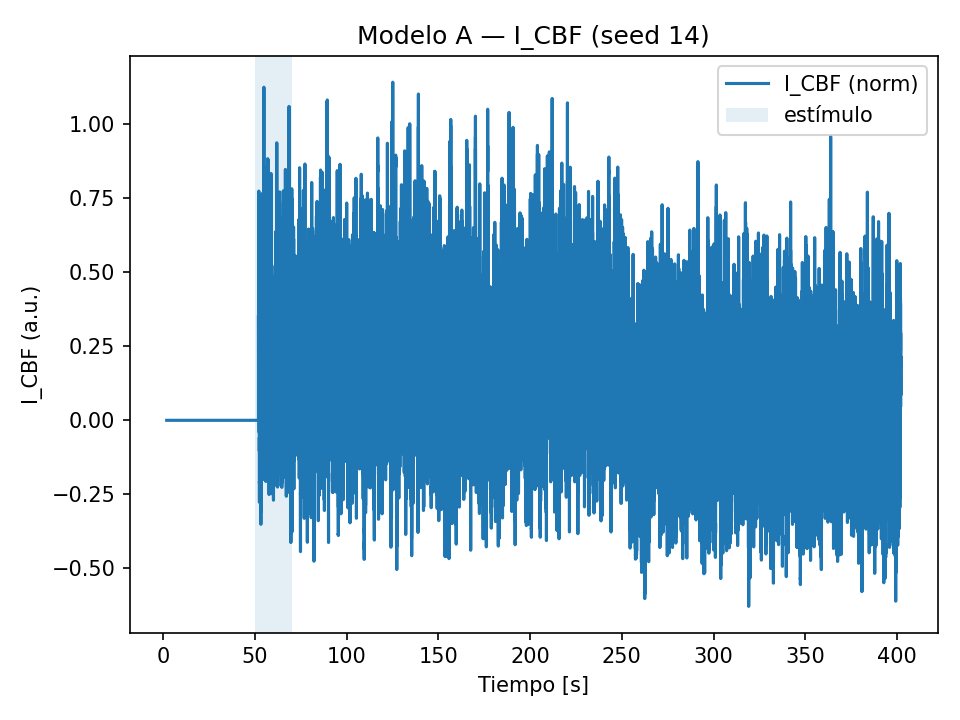 Modelo A — I_CBF (seed 14)
I_CBF (norm)
estímulo
I_CBF (a.u.)
1.00
0.75
0.50
0.25
0.00
−0.25
−0.50
0 50 100 150 200 250 300 350 400
Tiempo [s]